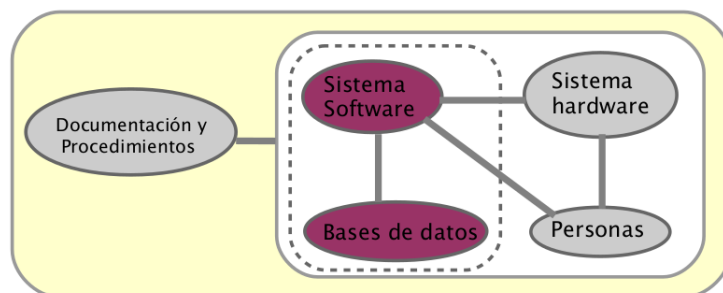 Sistema
Software
Sistema
hardware
Documentación y
Procedimientos
Bases de datos
Personas